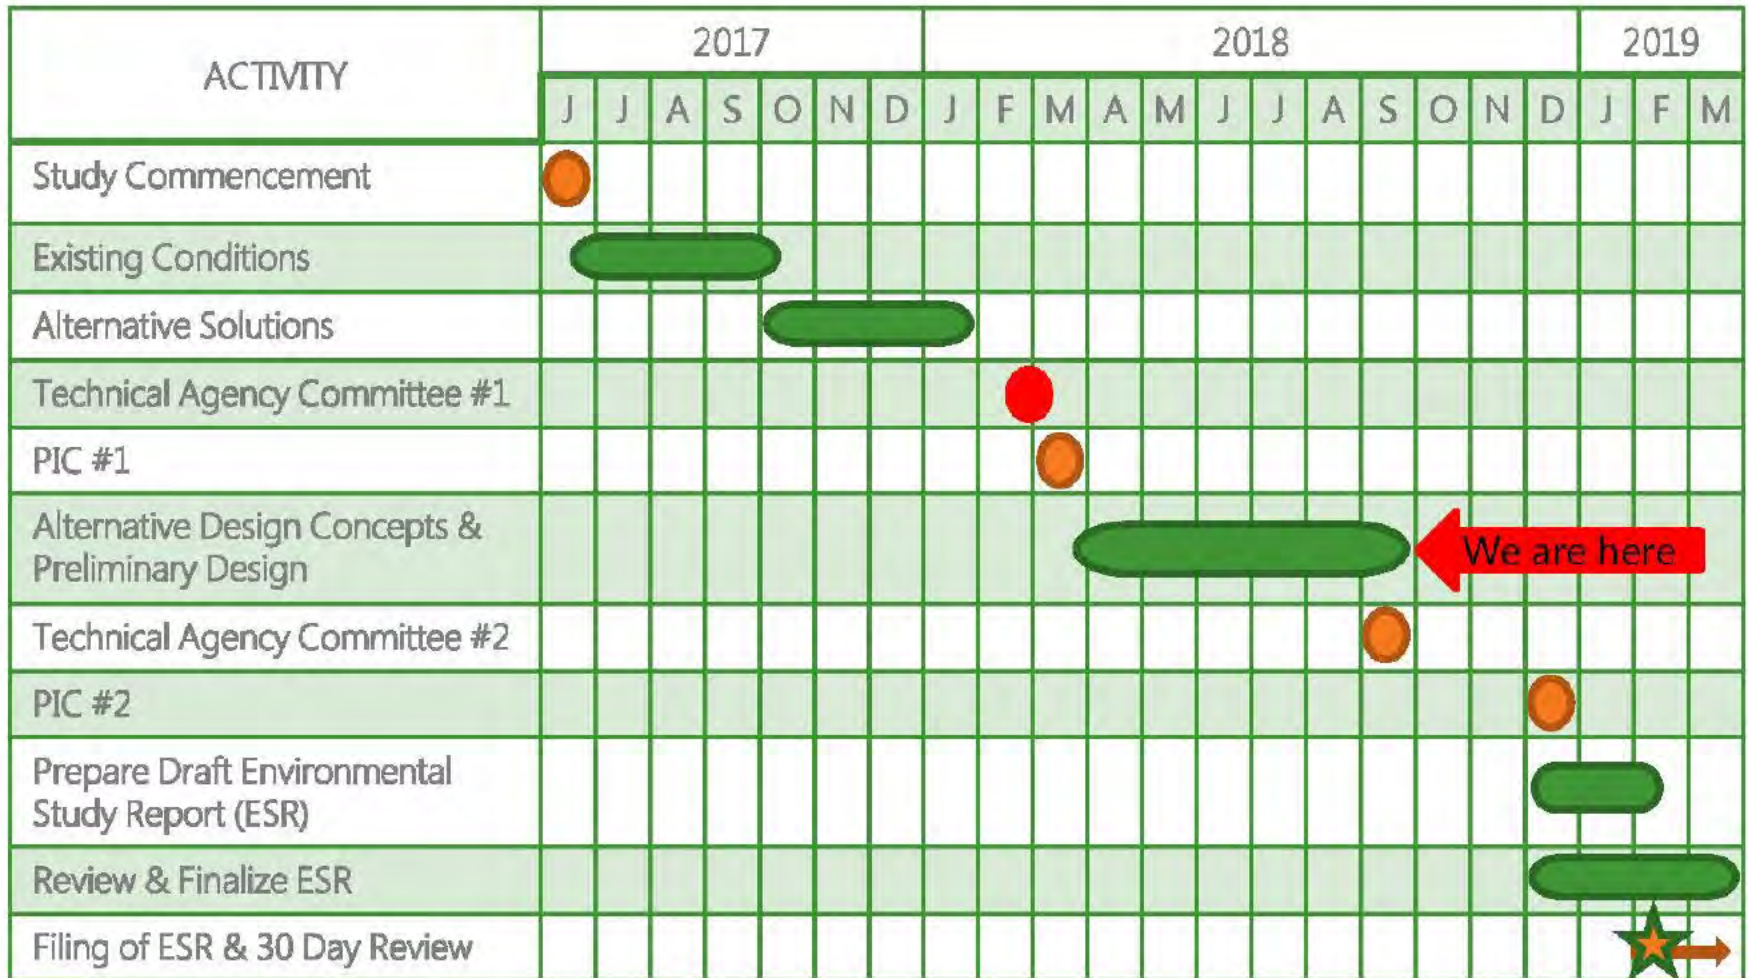 ACTIVITY
2017 2018 2019
J J A S O N D J F M A M J J A S O N D J F M
Study Commencement
Existing Conditions
Alternative Solutions
Technical Agency Committee #1
PIC #1
Alternative Design Concepts &
Preliminary Design
We are here
Technical Agency Committee #2
PIC #2
Prepare Draft Environmental
Study Report (ESR)
Review & Finalize ESR
Filing of ESR & 30 Day Review